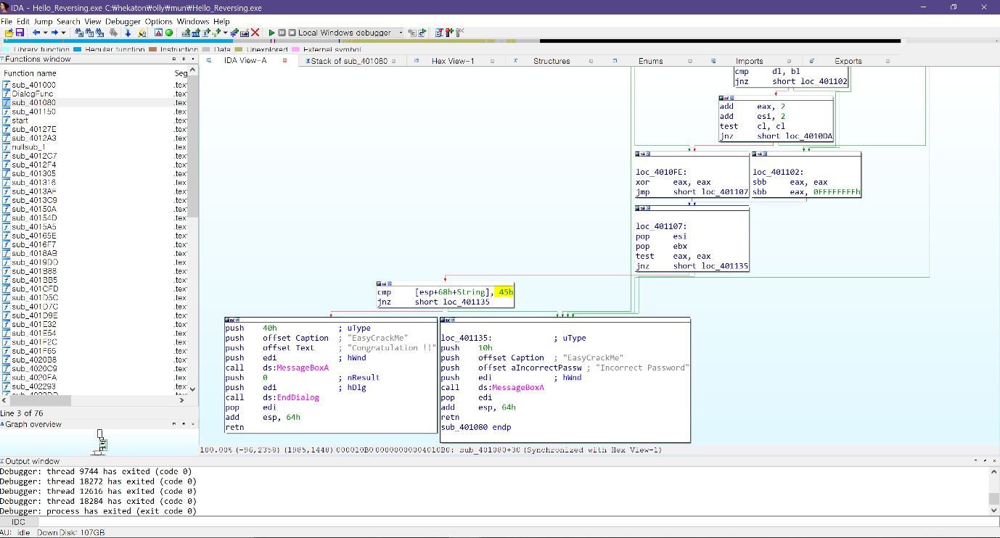 IDA - Hello_Reversing.exe C:₩hekaton₩olly₩mun₩Hello_Reversing.exe
File Edit Jump Search View Debugger Options Windows Help
Local Windows debugger
Library function Regular function Instruction Data Unexplored External symbol
Functions window
IDA View-A Stack of sub_401080 Hex View-1 Structures Enums Imports Exports
Function name Seg
sub_401000 .tex
DialogFunc .tex
sub_401080 .tex
sub_401150 .tex
start .tex
sub_40127E .tex
sub_4012A3 .tex
nullsub_1 .tex
sub_4012C7 .tex
sub_4012F4 .tex
sub_401305 .tex
sub_401316 .tex
sub_4013AF .tex
sub_4013C9 .tex
sub_40150A .tex
sub_40154D .tex
sub_4015A5 .tex
sub_40165E .tex
sub_4016F7 .tex
sub_4018AB .tex
sub_4019DD .tex
sub_401B88 .tex
sub_401BB5 .tex
sub_401CFD .tex
sub_401D5C .tex
sub_401D7C .tex
sub_401D9E .tex
sub_401E32 .tex
sub_401E54 .tex
sub_401F2C .tex
sub_401F65 .tex
sub_4020B8 .tex
sub_4020C9 .tex
sub_4020FA .tex
sub_402293 .tex
Line 3 of 76
Graph overview
cmp dl, bl
jnz short loc_401102
add eax, 2
add esi, 2
test cl, cl
jnz short loc_4010DA
loc_4010FE:
xor eax, eax
jmp short loc_401107
loc_401102:
sbb eax, eax
sbb eax, 0FFFFFFFFh
loc_401107:
pop esi
pop ebx
test eax, eax
jnz short loc_401135
cmp [esp+68h+String], 45h
jnz short loc_401135
push 40h ; uType
push offset Caption ; "EasyCrackMe"
push offset Text ; "Congratulation !!"
push edi ; hWnd
call ds:MessageBoxA
push 0 ; nResult
push edi ; hDlg
call ds:EndDialog
pop edi
add esp, 64h
retn
loc_401135: ; uType
push 10h
push offset Caption ; "EasyCrackMe"
push offset aIncorrectPassw ; "Incorrect Password"
push edi ; hWnd
call ds:MessageBoxA
pop edi
add esp, 64h
retn
sub_401080 endp
100.00% (-96,2358) (1985,1448) 000010B0 00000000004010B0: sub_401080+30 (Synchronized with Hex View-1)
Output window
Debugger: thread 9744 has exited (code 0)
Debugger: thread 18272 has exited (code 0)
Debugger: thread 12616 has exited (code 0)
Debugger: thread 18284 has exited (code 0)
Debugger: process has exited (exit code 0)
IDC
AU: idle Down Disk: 107GB